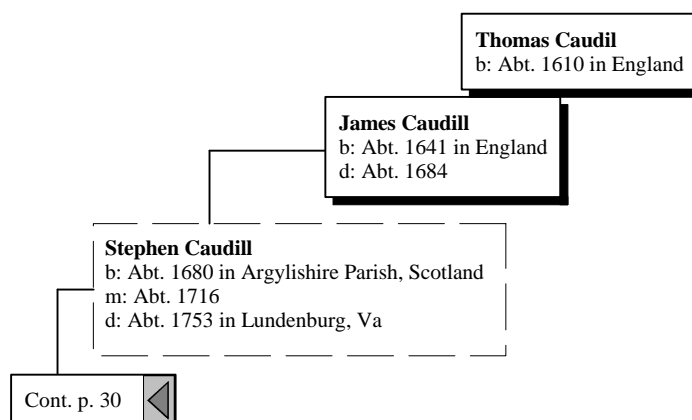 Thomas Caudil
b: Abt. 1610 in England
James Caudill
b: Abt. 1641 in England
d: Abt. 1684
Stephen Caudill
b: Abt. 1680 in Argylishire Parish, Scotland
m: Abt. 1716
d: Abt. 1753 in Lundenburg, Va
Cont. p. 30